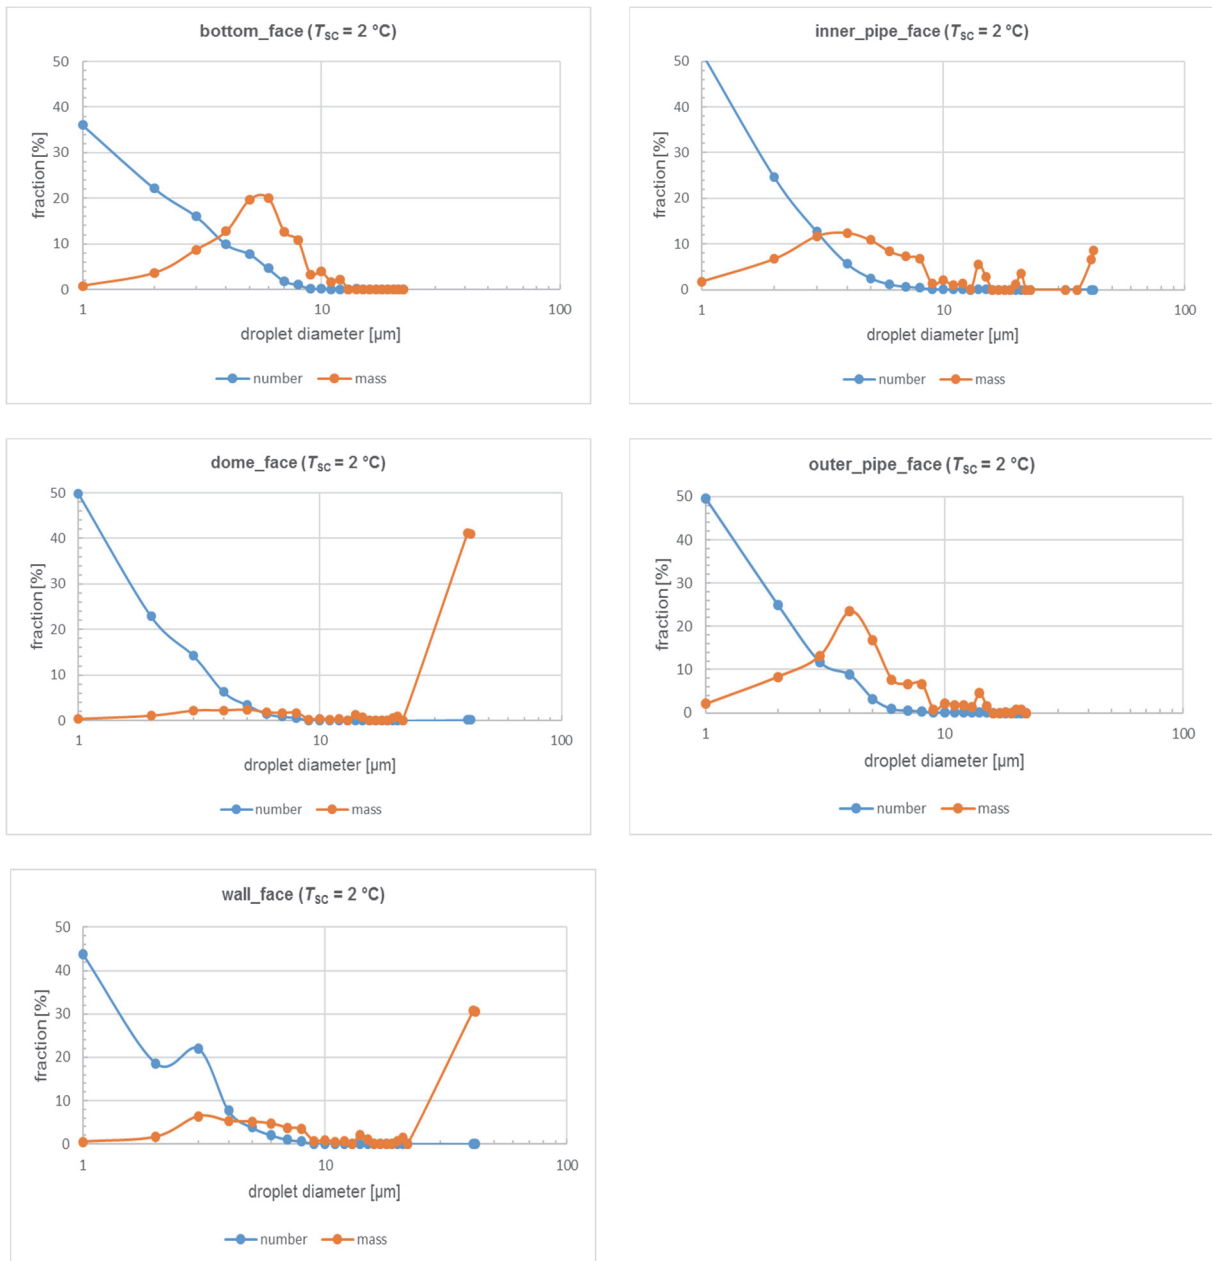 bottom_face (TSC = 2 °C)
50
40
30
20
10
0
fraction [%]
1
10
100
droplet diameter [µm]
number
mass
inner_pipe_face (TSC = 2 °C)
50
40
30
20
10
0
fraction [%]
1
10
100
droplet diameter [µm]
number
mass
dome_face (TSC = 2 °C)
50
40
30
20
10
0
fraction [%]
1
10
100
droplet diameter [µm]
number
mass
outer_pipe_face (TSC = 2 °C)
50
40
30
20
10
0
fraction [%]
1
10
100
droplet diameter [µm]
number
mass
wall_face (TSC = 2 °C)
50
40
30
20
10
0
fraction [%]
1
10
100
droplet diameter [µm]
number
mass